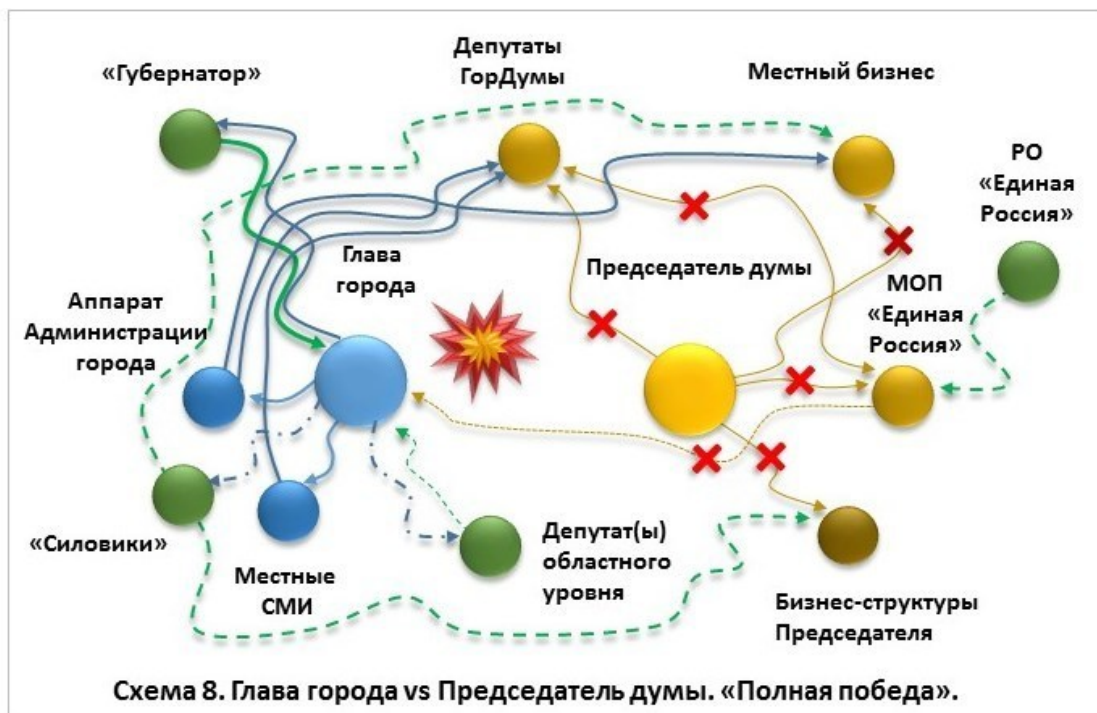 «Губернатор»
Депутаты
ГорДумы
Местный бизнес
РО
«Единая
Россия»
Глава
города
Председатель думы
МОП
«Единая
Россия»
Аппарат
Администрации
города
«Силовики»
Местные
СМИ
Депутат(ы)
областного
уровня
Бизнес-структуры
Председателя
Схема 8. Глава города vs Председатель думы. «Полная победа».